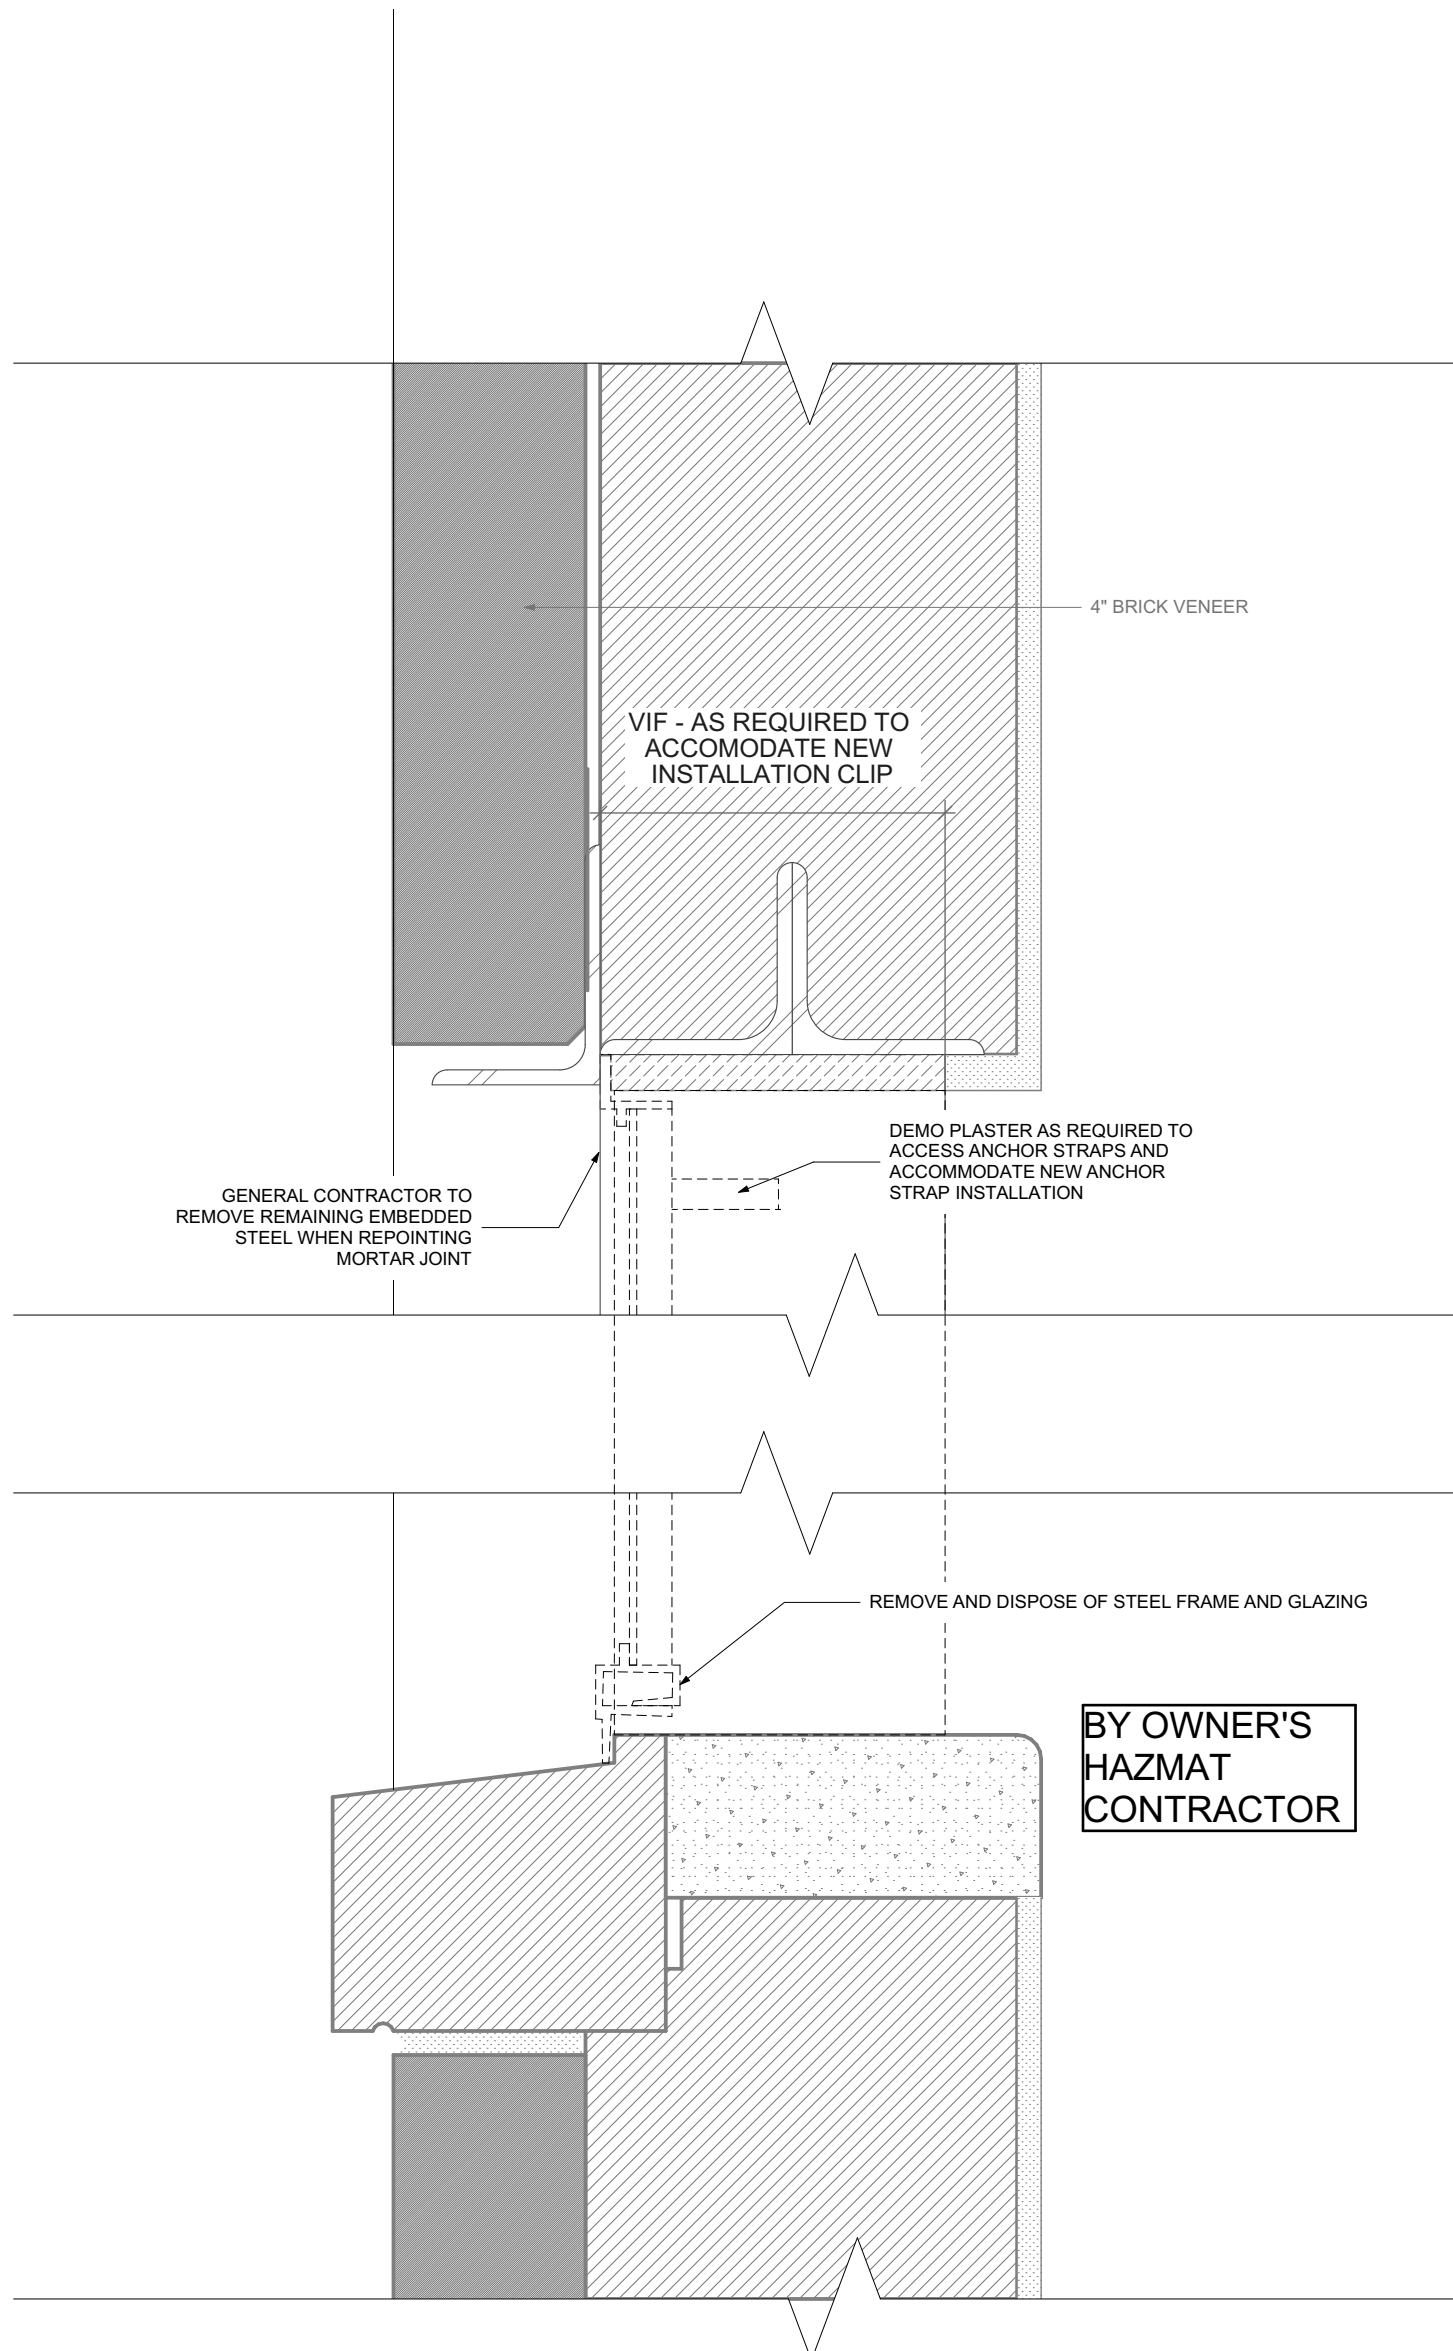 4" BRICK VENEER
VIF - AS REQUIRED TO
ACCOMODATE NEW
INSTALLATION CLIP
DEMO PLASTER AS REQUIRED TO
ACCESS ANCHOR STRAPS AND
ACCOMMODATE NEW ANCHOR
STRAP INSTALLATION
GENERAL CONTRACTOR TO
REMOVE REMAINING EMBEDDED
STEEL WHEN REPOINTING
MORTAR JOINT
REMOVE AND DISPOSE OF STEEL FRAME AND GLAZING
BY OWNER'S
HAZMAT
CONTRACTOR